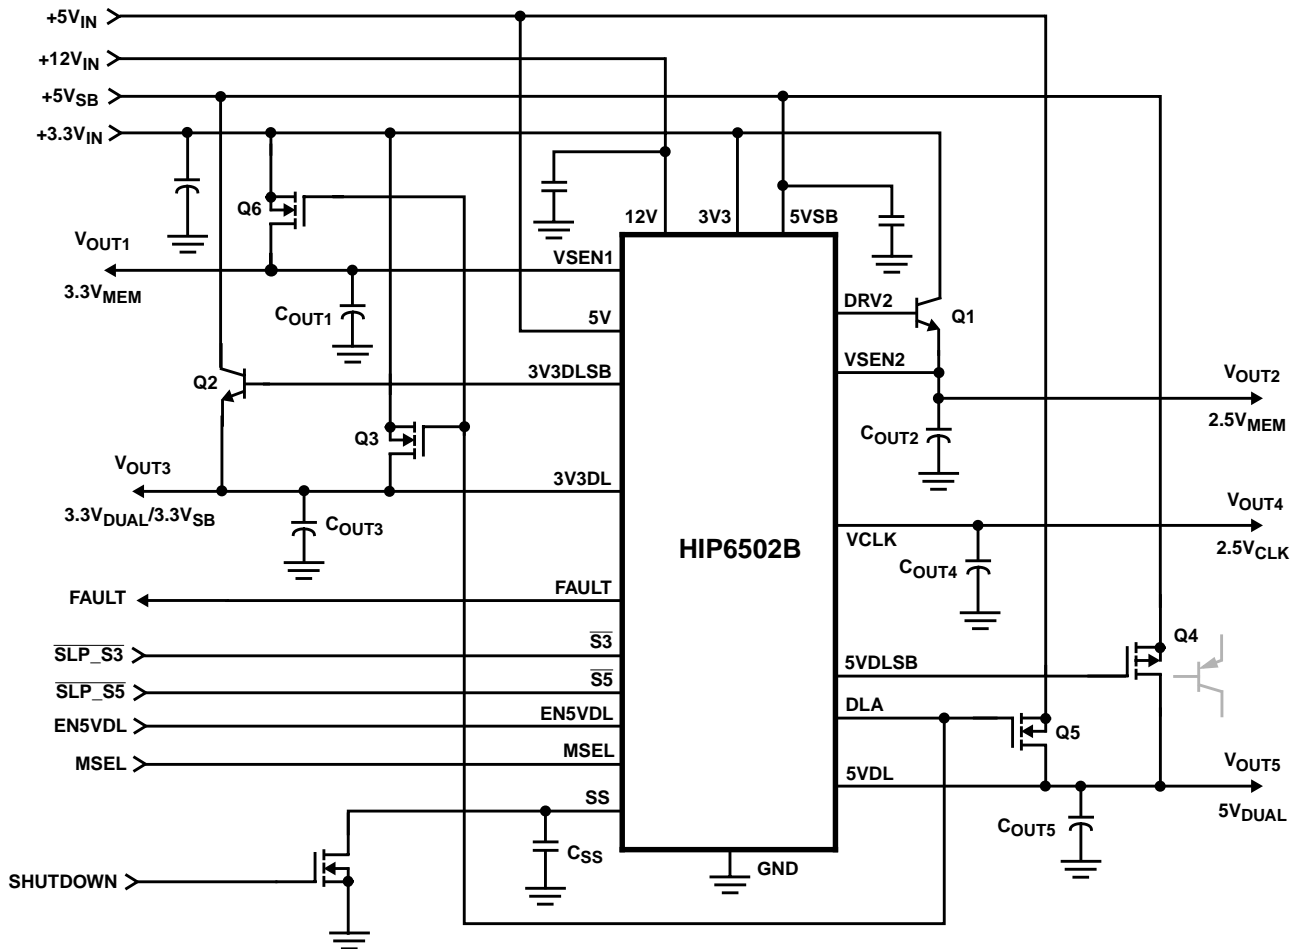 +5VIN
+12VIN
+5VSB
+3.3VIN
Q6
12V
3V3
5VSB
VOUT1
VSEN1
3.3VMEM
COUT1
5V
DRV2
Q1
VSEN2
Q2
3V3DLSB
VOUT2
2.5VMEM
COUT2
Q3
VOUT3
3V3DL
3.3VDUAL/3.3VSB
COUT3
HIP6502B
VCLK
VOUT4
2.5VCLK
COUT4
FAULT
FAULT
SLP_S3
S3
Q4
5VDLSB
SLP_S5
S5
EN5VDL
EN5VDL
DLA
Q5
MSEL
MSEL
5VDL
VOUT5
5VDUAL
SS
COUT5
CSS
GND
SHUTDOWN